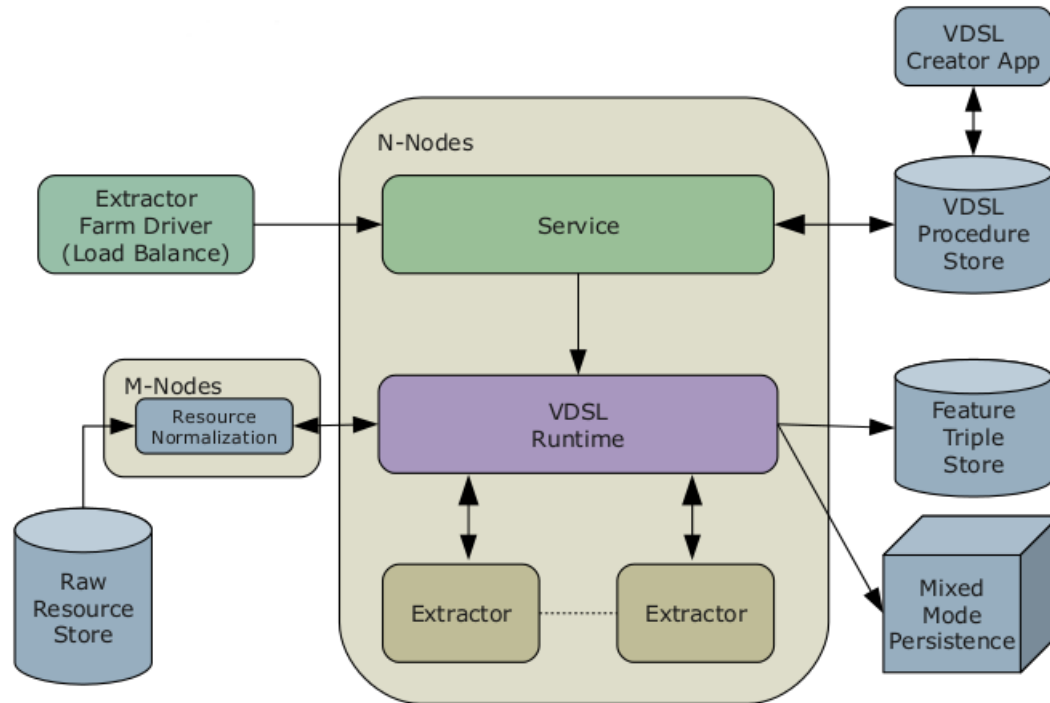 VDSL
Creator App
N-Nodes
Extractor
Farm Driver
(Load Balance)
Service
VDSL
Procedure
Store
M-Nodes
Resource
Normalization
VDSL
Runtime
Feature
Triple
Store
Raw
Resource
Store
Extractor
Extractor
Mixed
Mode
Persistence